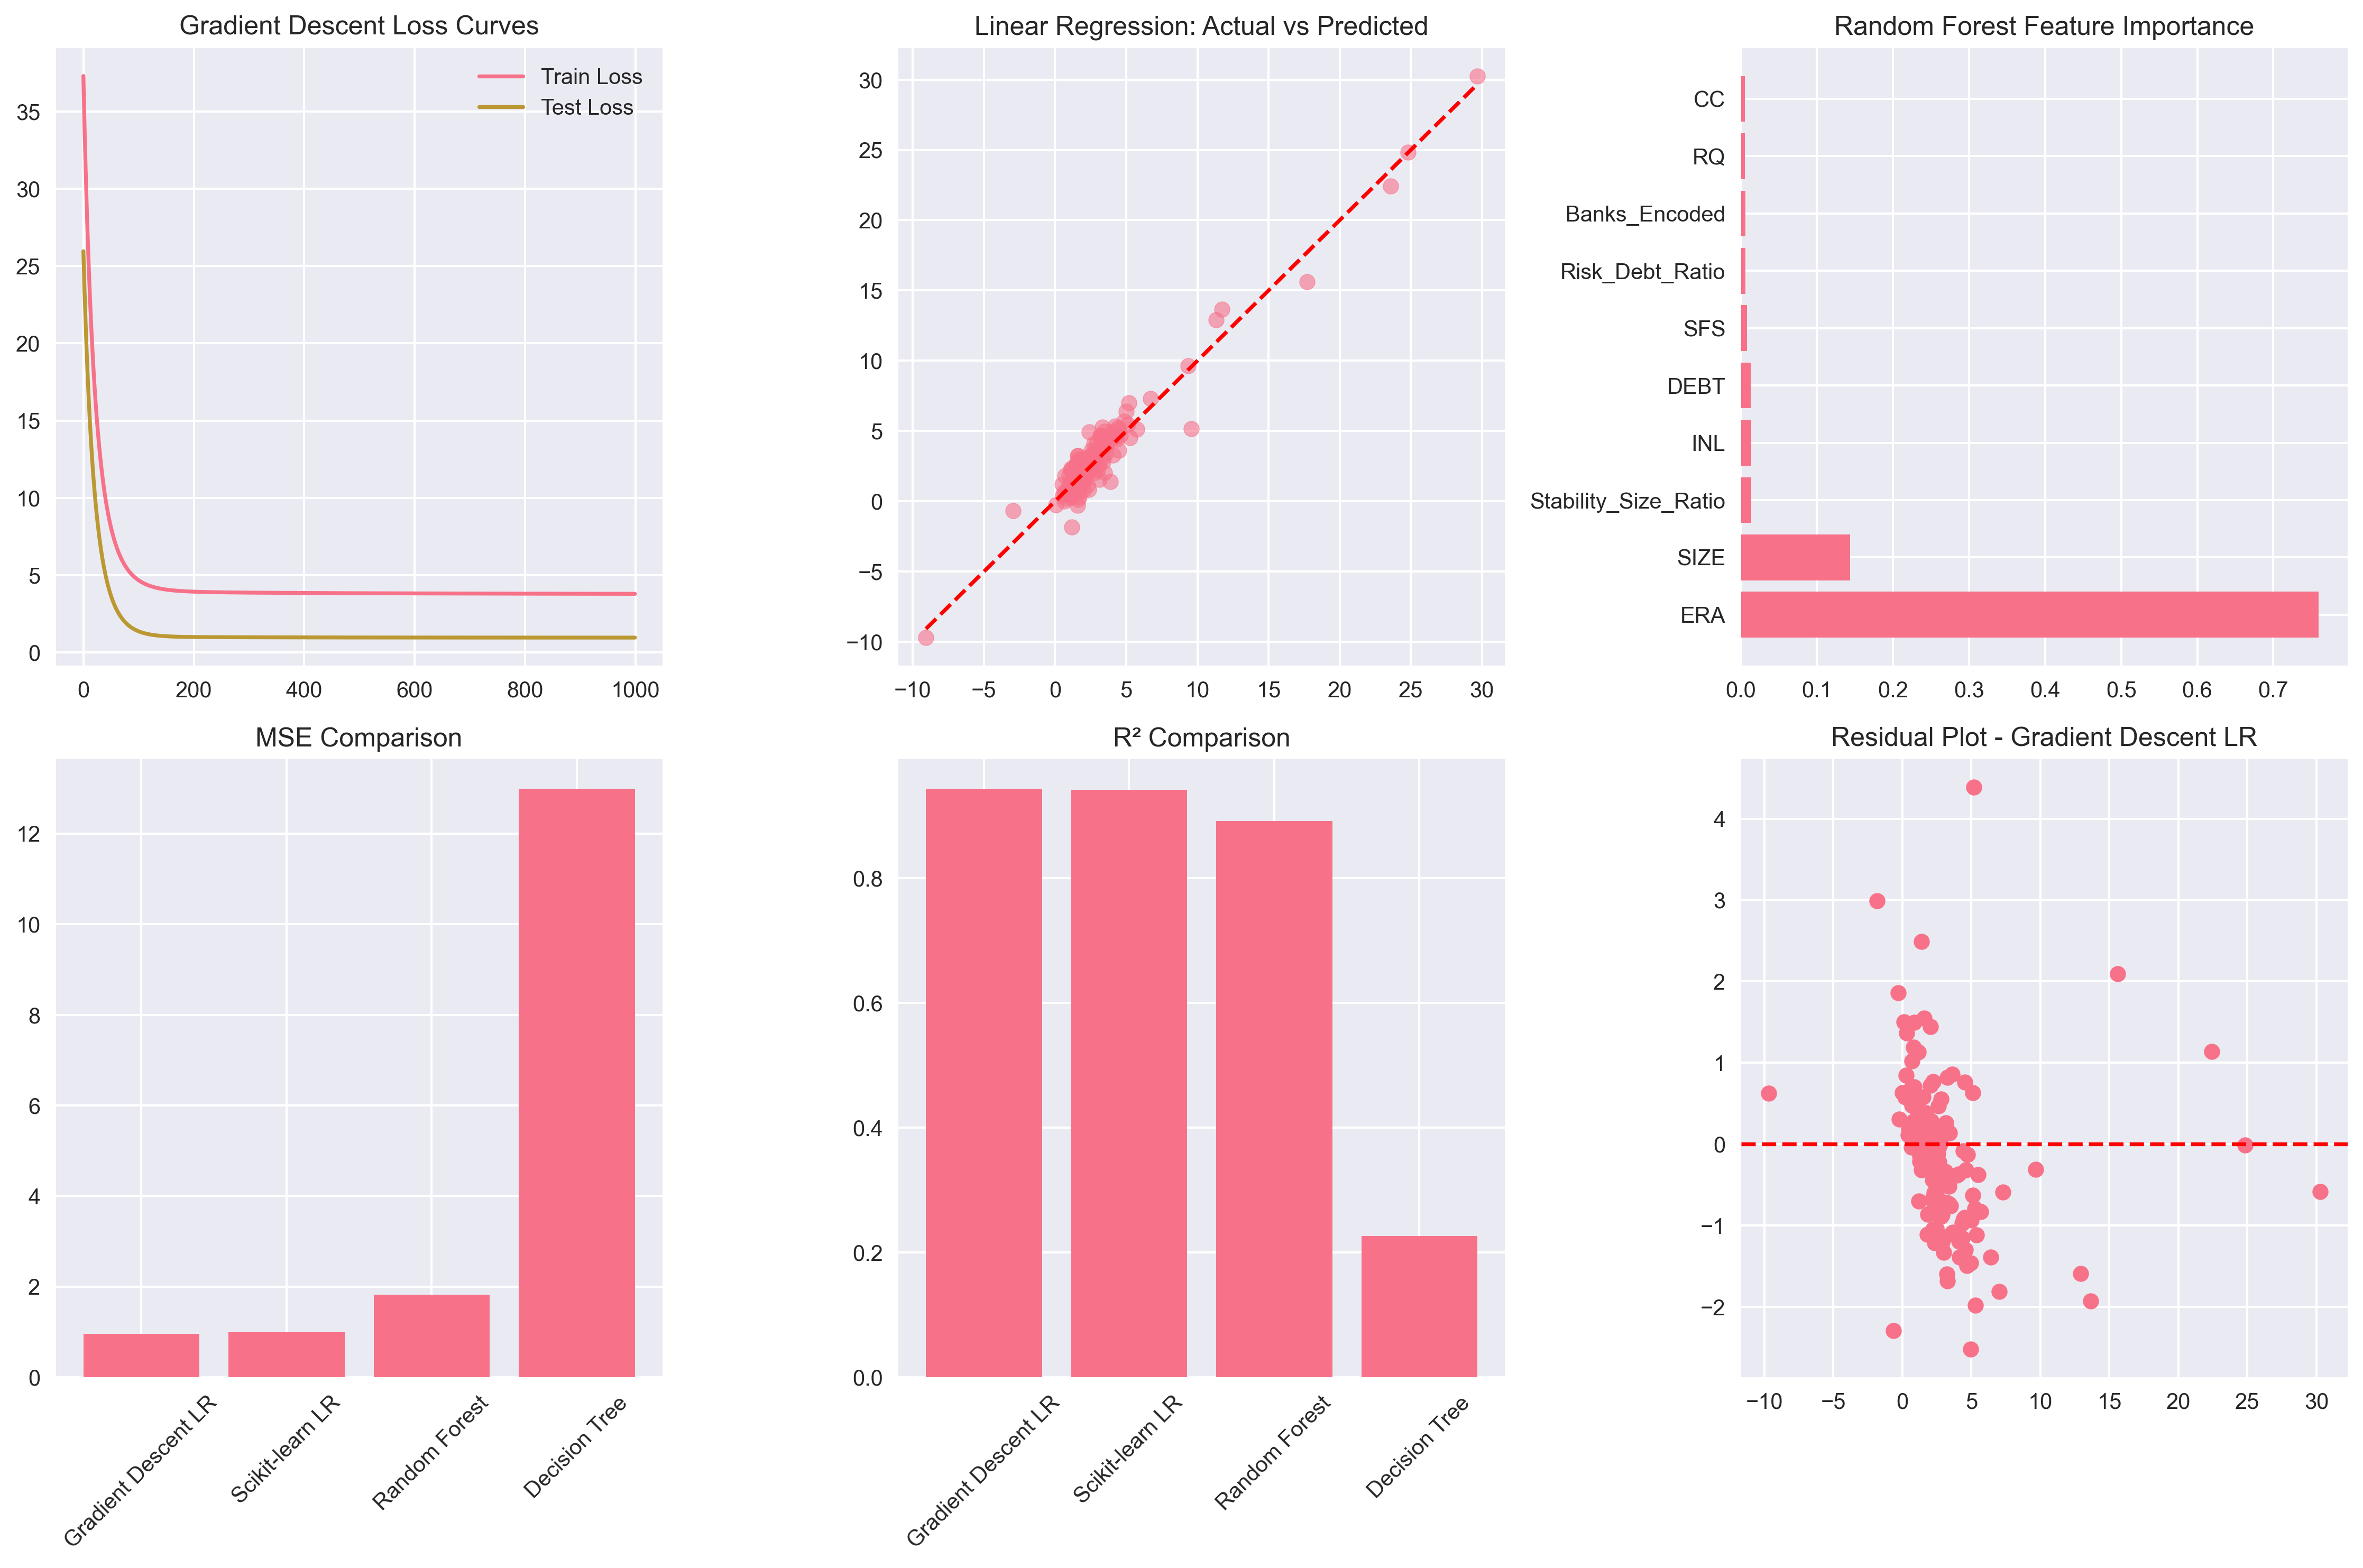 Gradient Descent Loss Curves
Train Loss
Test Loss
35
30
25
20
15
10
5
0
0 200 400 600 800 1000
Linear Regression: Actual vs Predicted
30
25
20
15
10
5
0
−5
−10
−10 −5 0 5 10 15 20 25 30
Random Forest Feature Importance
CC
RQ
Banks_Encoded
Risk_Debt_Ratio
SFS
DEBT
INL
Stability_Size_Ratio
SIZE
ERA
0.0 0.1 0.2 0.3 0.4 0.5 0.6 0.7
MSE Comparison
12
10
8
6
4
2
0
Gradient Descent LR
Scikit-learn LR
Random Forest
Decision Tree
R² Comparison
0.8
0.6
0.4
0.2
0.0
Gradient Descent LR
Scikit-learn LR
Random Forest
Decision Tree
Residual Plot - Gradient Descent LR
4
3
2
1
0
−1
−2
−10 −5 0 5 10 15 20 25 30